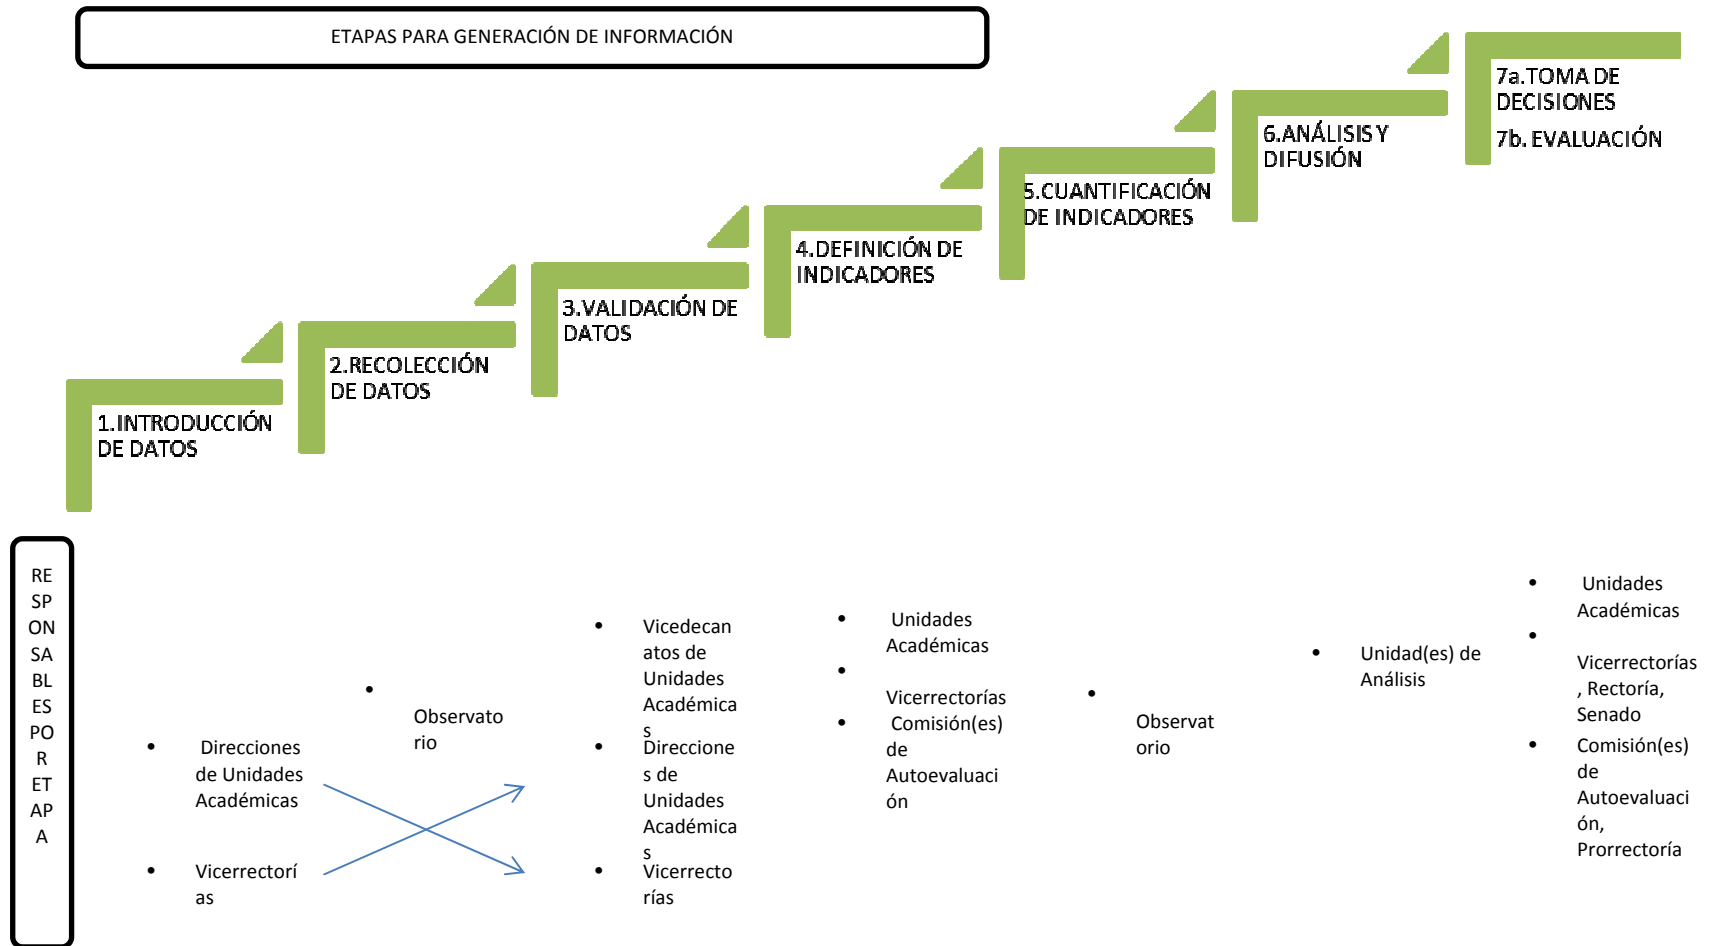 ETAPAS PARA GENERACIÓN DE INFORMACIÓN
1.INTRODUCCIÓN
DE DATOS
2.RECOLECCIÓN
DE DATOS
3.VALIDACIÓN DE
DATOS
4.DEFINICIÓN DE
INDICADORES
5.CUANTIFICACIÓN
DE INDICADORES
6.ANÁLISIS Y
DIFUSIÓN
7a.TOMA DE
DECISIONES
7b. EVALUACIÓN
RE
SP
ON
SA
BL
ES
PO
R
ET
AP
A
• Direcciones
de Unidades
Académicas
• Vicerrectorí
as
•
Observato
rio
• Vicedecan
atos de
Unidades
Académica
s
• Direccione
s de
Unidades
Académica
s
• Vicerrecto
rías
• Unidades
Académicas
•
Vicerrectorías
• Comisión(es)
de
Autoevaluaci
ón
•
Observat
orio
• Unidad(es) de
Análisis
• Unidades
Académicas
•
Vicerrectorías
, Rectoría,
Senado
• Comisión(es)
de
Autoevaluaci
ón,
Prorrectoría